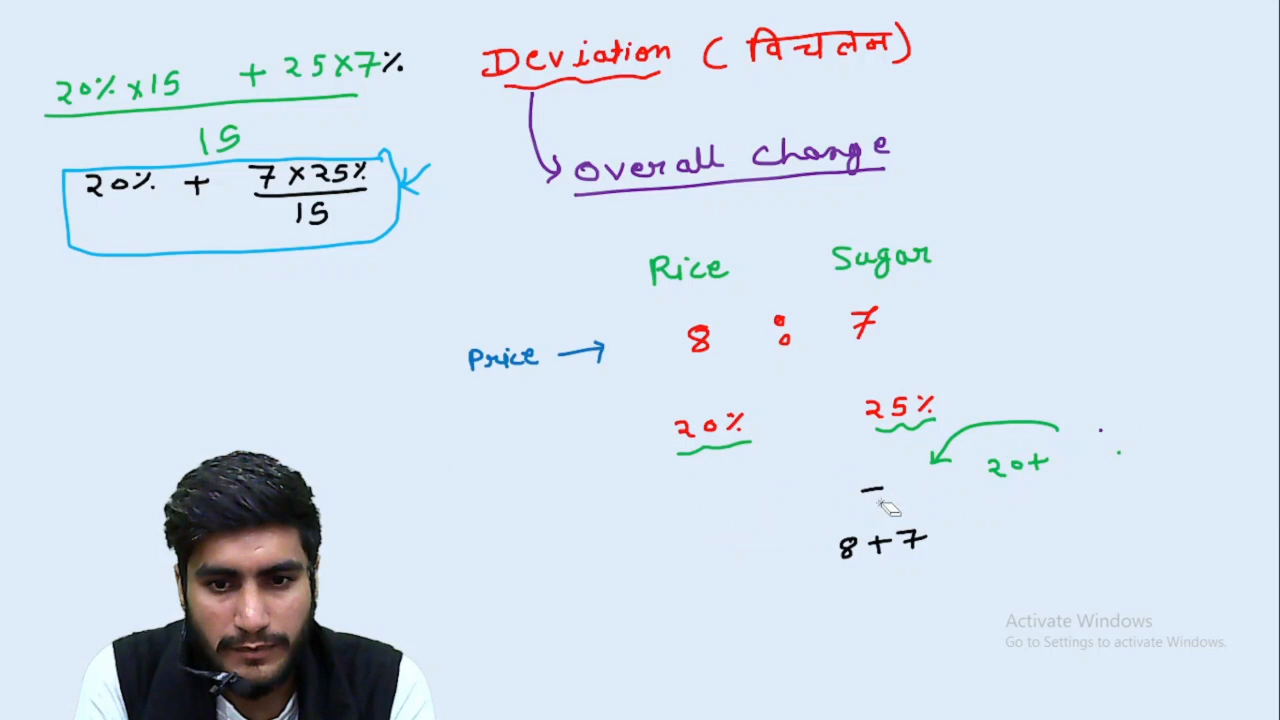 20% × 15 + 25 × 7%
15
20% + 7 × 25%
15
Deviation (विचलन)
Overall Change
Rice Sugar
Price → 8 : 7
20% 25%
20+
8 + 7
Activate Windows
Go to Settings to activate Windows.